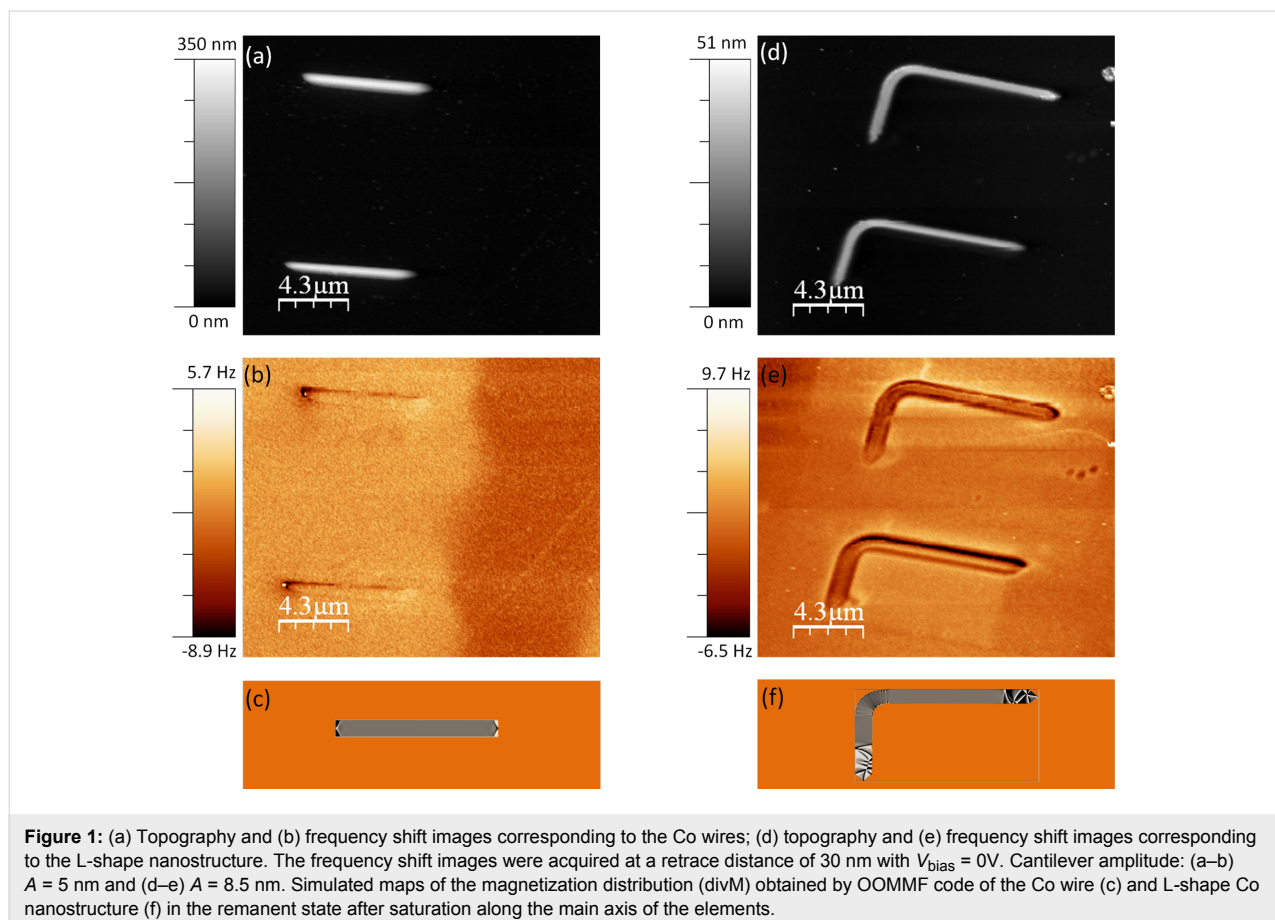 350 nm
(a)
4.3µm
0 nm
51 nm
(d)
4.3µm
0 nm
5.7 Hz
(b)
4.3µm
-8.9 Hz
9.7 Hz
(e)
4.3µm
-6.5 Hz
(c)
(f)
Figure 1: (a) Topography and (b) frequency shift images corresponding to the Co wires; (d) topography and (e) frequency shift images corresponding
to the L-shape nanostructure. The frequency shift images were acquired at a retrace distance of 30 nm with Vbias = 0V. Cantilever amplitude: (a–b)
A = 5 nm and (d–e) A = 8.5 nm. Simulated maps of the magnetization distribution (divM) obtained by OOMMF code of the Co wire (c) and L-shape Co
nanostructure (f) in the remanent state after saturation along the main axis of the elements.